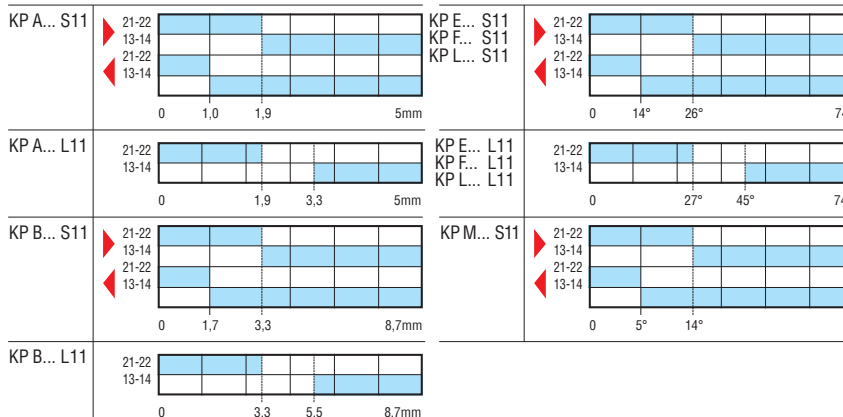 KP A... S11
21-22
13-14
21-22
13-14
0 1,0 1,9 5mm
KP E... S11
KP F... S11
KP L... S11
21-22
13-14
21-22
13-14
0 14° 26° 74
KP A... L11
21-22
13-14
0 1,9 3,3 5mm
KP E... L11
KP F... L11
KP L... L11
21-22
13-14
0 27° 45° 74
KP B... S11
21-22
13-14
21-22
13-14
0 1,7 3,3 8,7mm
KP M... S11
21-22
13-14
21-22
13-14
0 5° 14°
KP B... L11
21-22
13-14
0 3,3 5,5 8,7mm